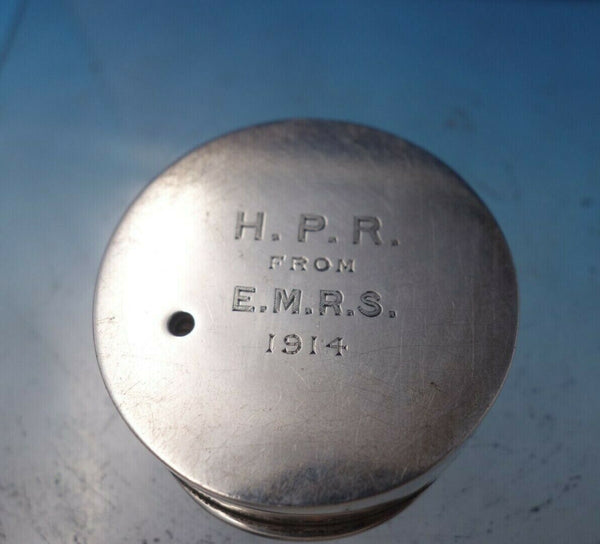 H. P. R.
FROM
E.M.R.S.
1914